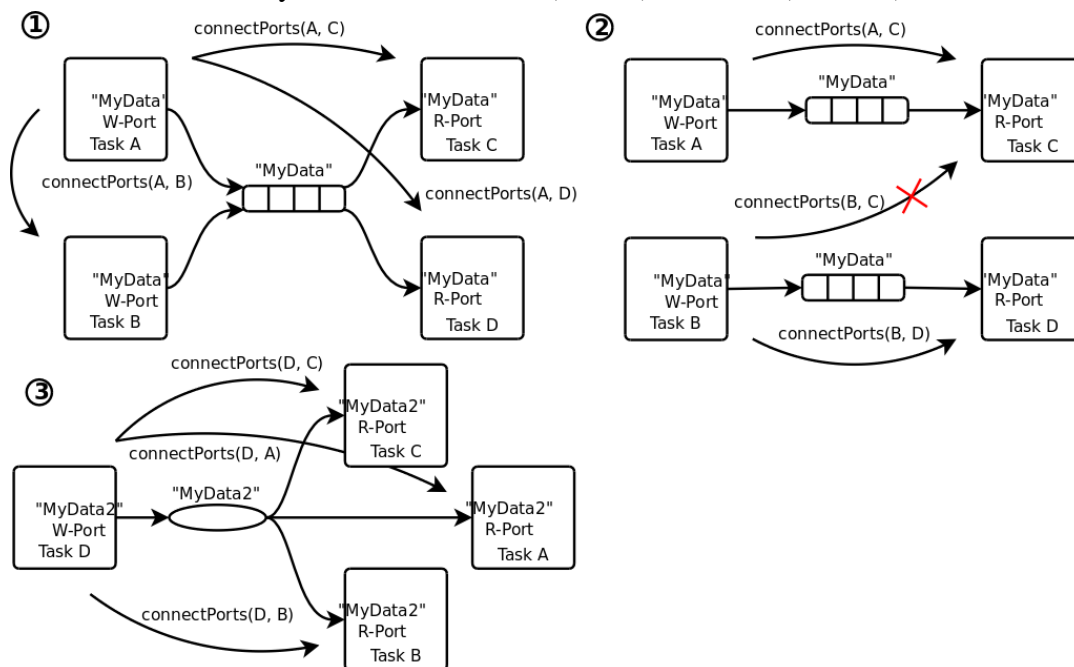 ①
connectPorts(A, C)
"MyData"
W-Port
Task A
"MyData"
R-Port
Task C
connectPorts(A, B)
"MyData"
connectPorts(A, D)
"MyData"
W-Port
Task B
"MyData"
R-Port
Task D
②
connectPorts(A, C)
"MyData"
W-Port
Task A
"MyData"
"MyData"
R-Port
Task C
connectPorts(B, C)
"MyData"
W-Port
Task B
"MyData"
"MyData"
R-Port
Task D
connectPorts(B, D)
③
connectPorts(D, C)
"MyData2"
R-Port
Task C
connectPorts(D, A)
"MyData2"
W-Port
Task D
"MyData2"
"MyData2"
R-Port
Task A
connectPorts(D, B)
"MyData2"
R-Port
Task B